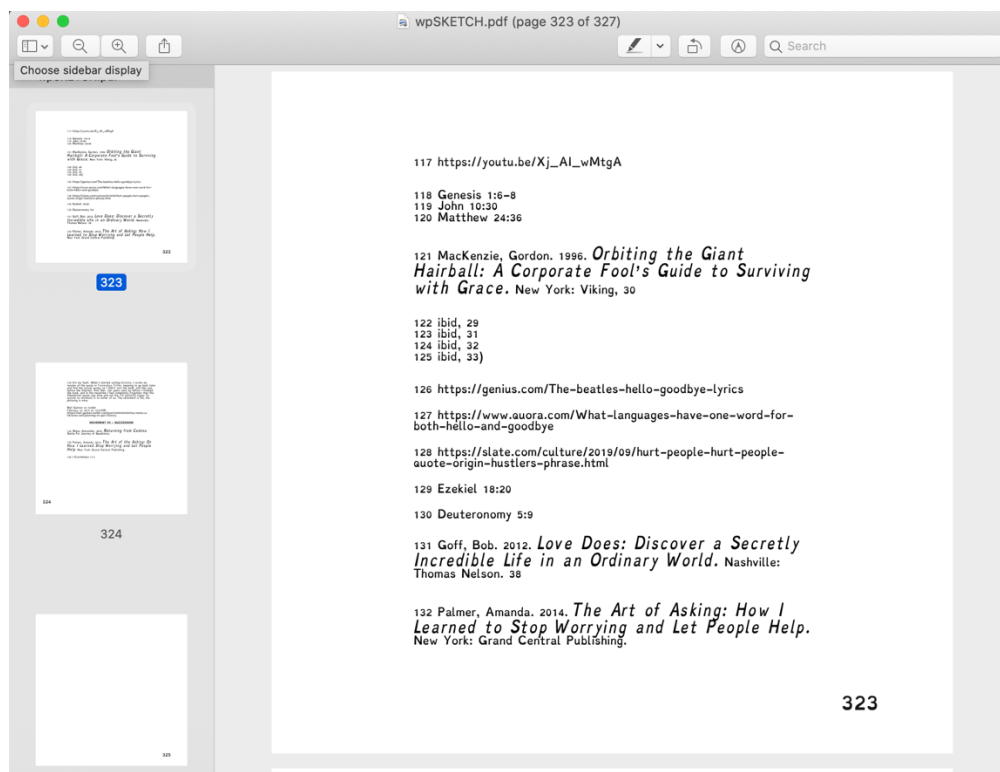 wpSKETCH.pdf (page 323 of 327)
Search
Choose sidebar display
323
324
117 https://youtu.be/Xj_AI_wMtgA
118 Genesis 1:6-8
119 John 10:30
120 Matthew 24:36
121 MacKenzie, Gordon. 1996. Orbiting the Giant
Hairball: A Corporate Fool's Guide to Surviving
with Grace. New York: Viking, 30
122 ibid, 29
123 ibid, 31
124 ibid, 32
125 ibid, 33)
126 https://genius.com/The-beatles-hello-goodbye-lyrics
127 https://www.quora.com/What-languages-have-one-word-for-
both-hello-and-goodbye
128 https://slate.com/culture/2019/09/hurt-people-hurt-people-
quote-origin-hustlers-phrase.html
129 Ezekiel 18:20
130 Deuteronomy 5:9
131 Goff, Bob. 2012. Love Does: Discover a Secretly
Incredible Life in an Ordinary World. Nashville:
Thomas Nelson. 38
132 Palmer, Amanda. 2014. The Art of Asking: How I
Learned to Stop Worrying and Let People Help.
New York: Grand Central Publishing.
323